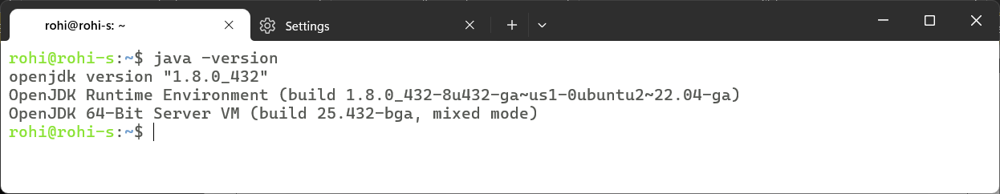 rohi@rohi-s: ~
Settings
rohi@rohi-s:~$ java -version
openjdk version "1.8.0_432"
OpenJDK Runtime Environment (build 1.8.0_432-8u432-ga~us1-0ubuntu2~22.04-ga)
OpenJDK 64-Bit Server VM (build 25.432-bga, mixed mode)
rohi@rohi-s:~$